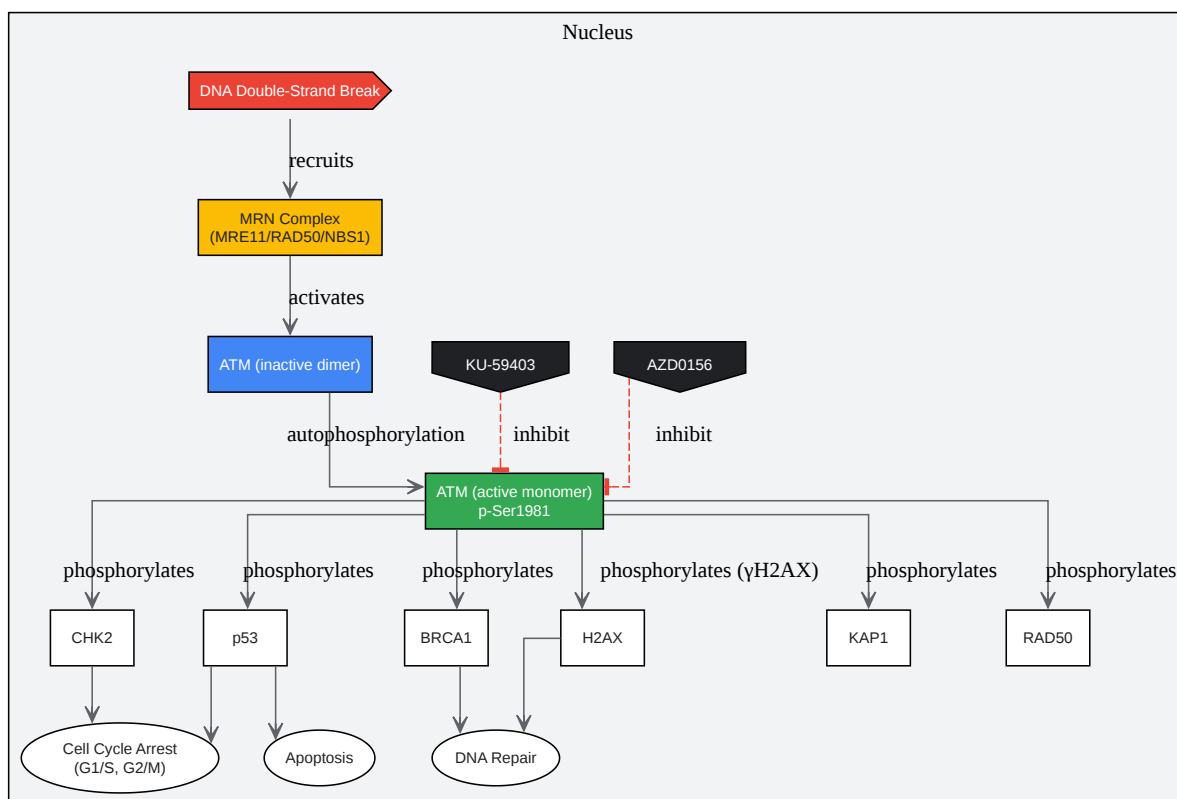 Nucleus
DNA Double-Strand Break
recruits
MRN Complex
(MRE11/RAD50/NBS1)
activates
ATM (inactive dimer)
KU-59403
AZD0156
autophosphorylation
inhibit
inhibit
ATM (active monomer)
p-Ser1981
phosphorylates
phosphorylates
phosphorylates
phosphorylates (γH2AX)
phosphorylates
phosphorylates
CHK2
p53
BRCA1
H2AX
KAP1
RAD50
Cell Cycle Arrest
(G1/S, G2/M)
Apoptosis
DNA Repair